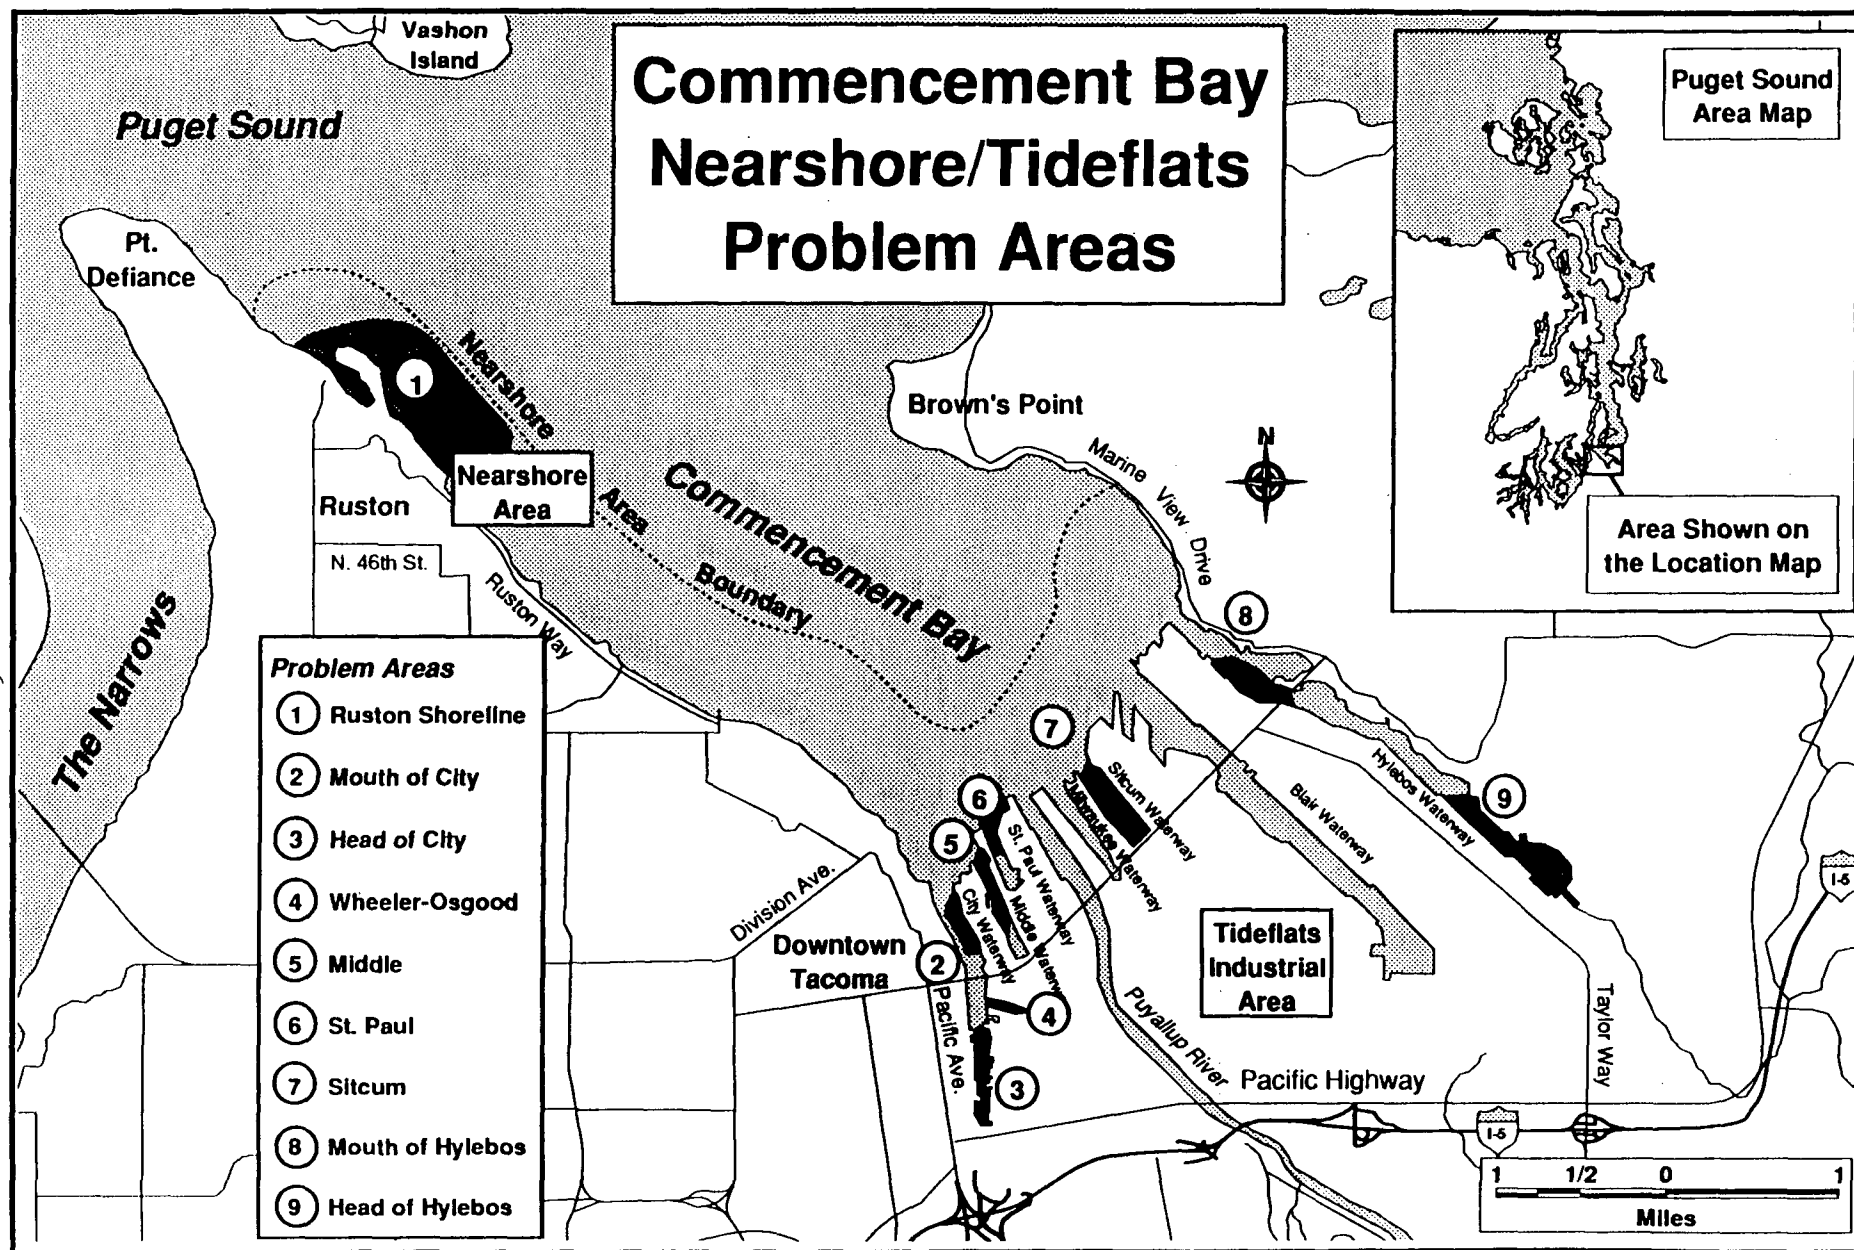 Vashon
Island
Puget Sound
Commencement Bay
Nearshore/Tideflats
Problem Areas
Puget Sound
Area Map
Area Shown on
the Location Map
Pt.
Defiance
1
Nearshore
Area
Boundary
Nearshore
Area
Commencement Bay
Brown's Point
N
Marine
View
Drive
Ruston
N. 46th St.
Ruston Way
The Narrows
8
7
6
5
9
Sitcum Waterway
Milwaukee Waterway
Blair Waterway
Hylebos Waterway
St. Paul Waterway
Middle Waterway
City Waterway
Division Ave.
Downtown
Tacoma
2
4
3
Pacific Ave.
Puyallup River
Tideflats
Industrial
Area
Pacific Highway
Taylor Way
I-5
I-5
Problem Areas
1 Ruston Shoreline
2 Mouth of City
3 Head of City
4 Wheeler-Osgood
5 Middle
6 St. Paul
7 Sitcum
8 Mouth of Hylebos
9 Head of Hylebos
1 1/2 0 1
Miles